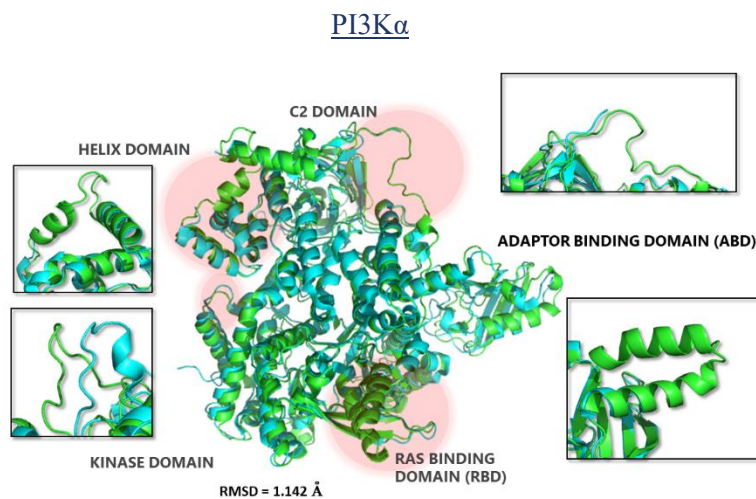 PI3Kα
C2 DOMAIN
HELIX DOMAIN
ADAPTOR BINDING DOMAIN (ABD)
KINASE DOMAIN
RAS BINDING
DOMAIN (RBD)
RMSD = 1.142 Å